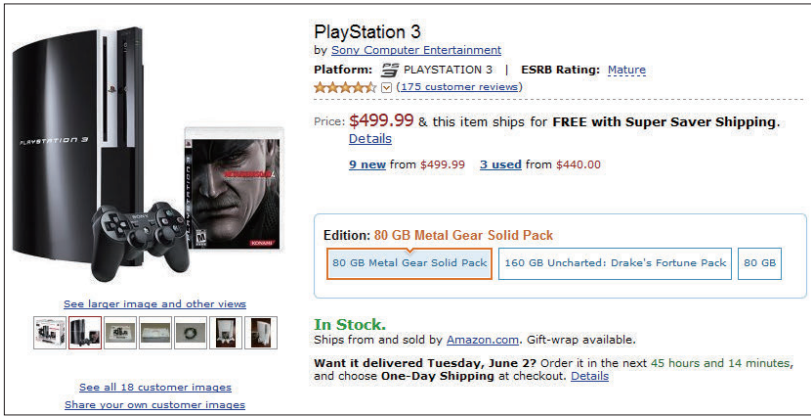 PlayStation 3
by Sony Computer Entertainment
Platform: PLAYSTATION 3 | ESRB Rating: Mature
(175 customer reviews)
Price: $499.99 & this item ships for FREE with Super Saver Shipping.
Details
9 new from $499.99 3 used from $440.00
Edition: 80 GB Metal Gear Solid Pack
80 GB Metal Gear Solid Pack 160 GB Uncharted: Drake's Fortune Pack 80 GB
In Stock.
Ships from and sold by Amazon.com. Gift-wrap available.
Want it delivered Tuesday, June 2? Order it in the next 45 hours and 14 minutes,
and choose One-Day Shipping at checkout. Details
PLAYSTATION 3
SONY
KONAMI
See larger image and other views
See all 18 customer images
Share your own customer images